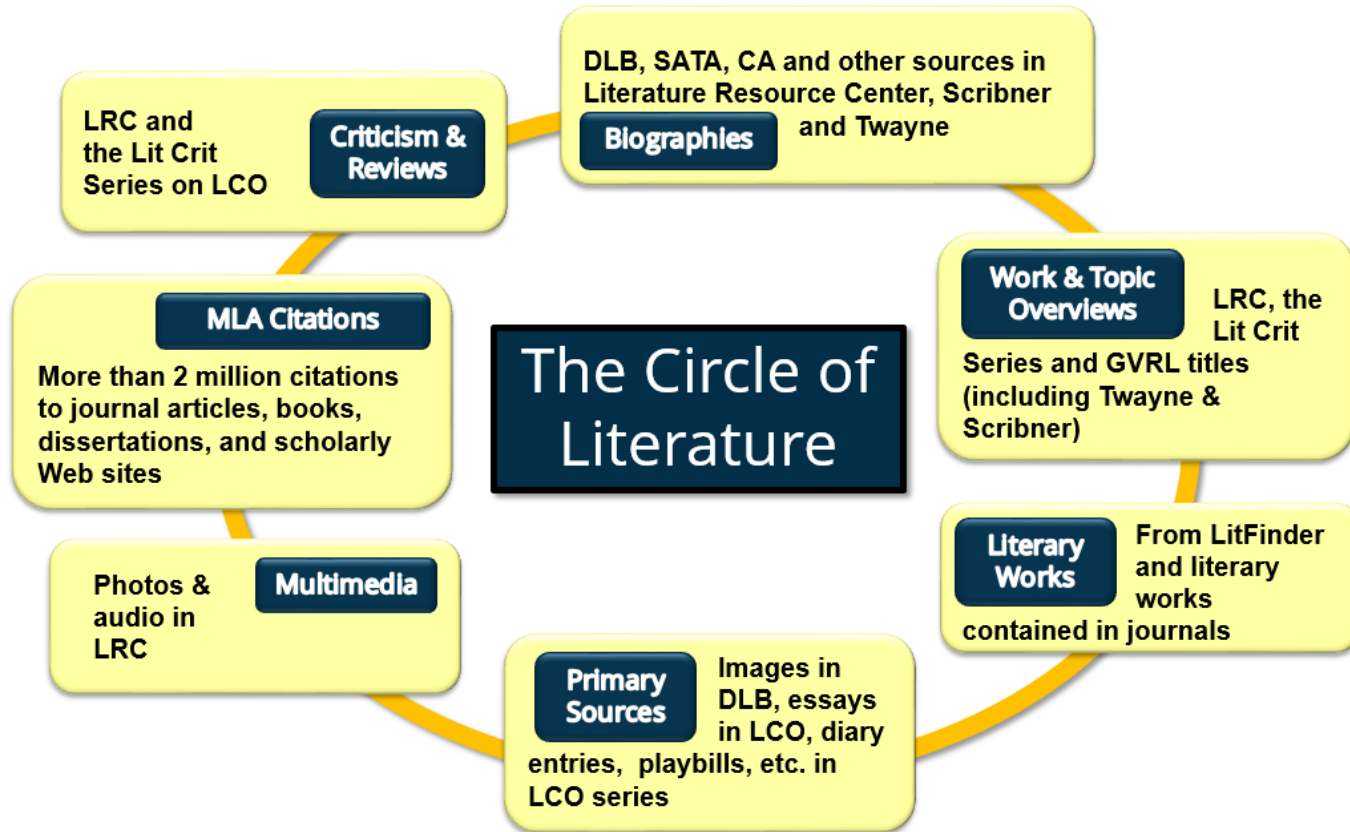 The Circle of
Literature
DLB, SATA, CA and other sources in
Literature Resource Center, Scribner
and Twayne
Biographies
Work & Topic
Overviews
LRC, the
Lit Crit
Series and GVRL titles
(including Twayne &
Scribner)
Literary
Works
From LitFinder
and literary
works
contained in journals
Primary
Sources
Images in
DLB, essays
in LCO, diary
entries, playbills, etc. in
LCO series
Multimedia
Photos &
audio in
LRC
MLA Citations
More than 2 million citations
to journal articles, books,
dissertations, and scholarly
Web sites
Criticism &
Reviews
LRC and
the Lit Crit
Series on LCO